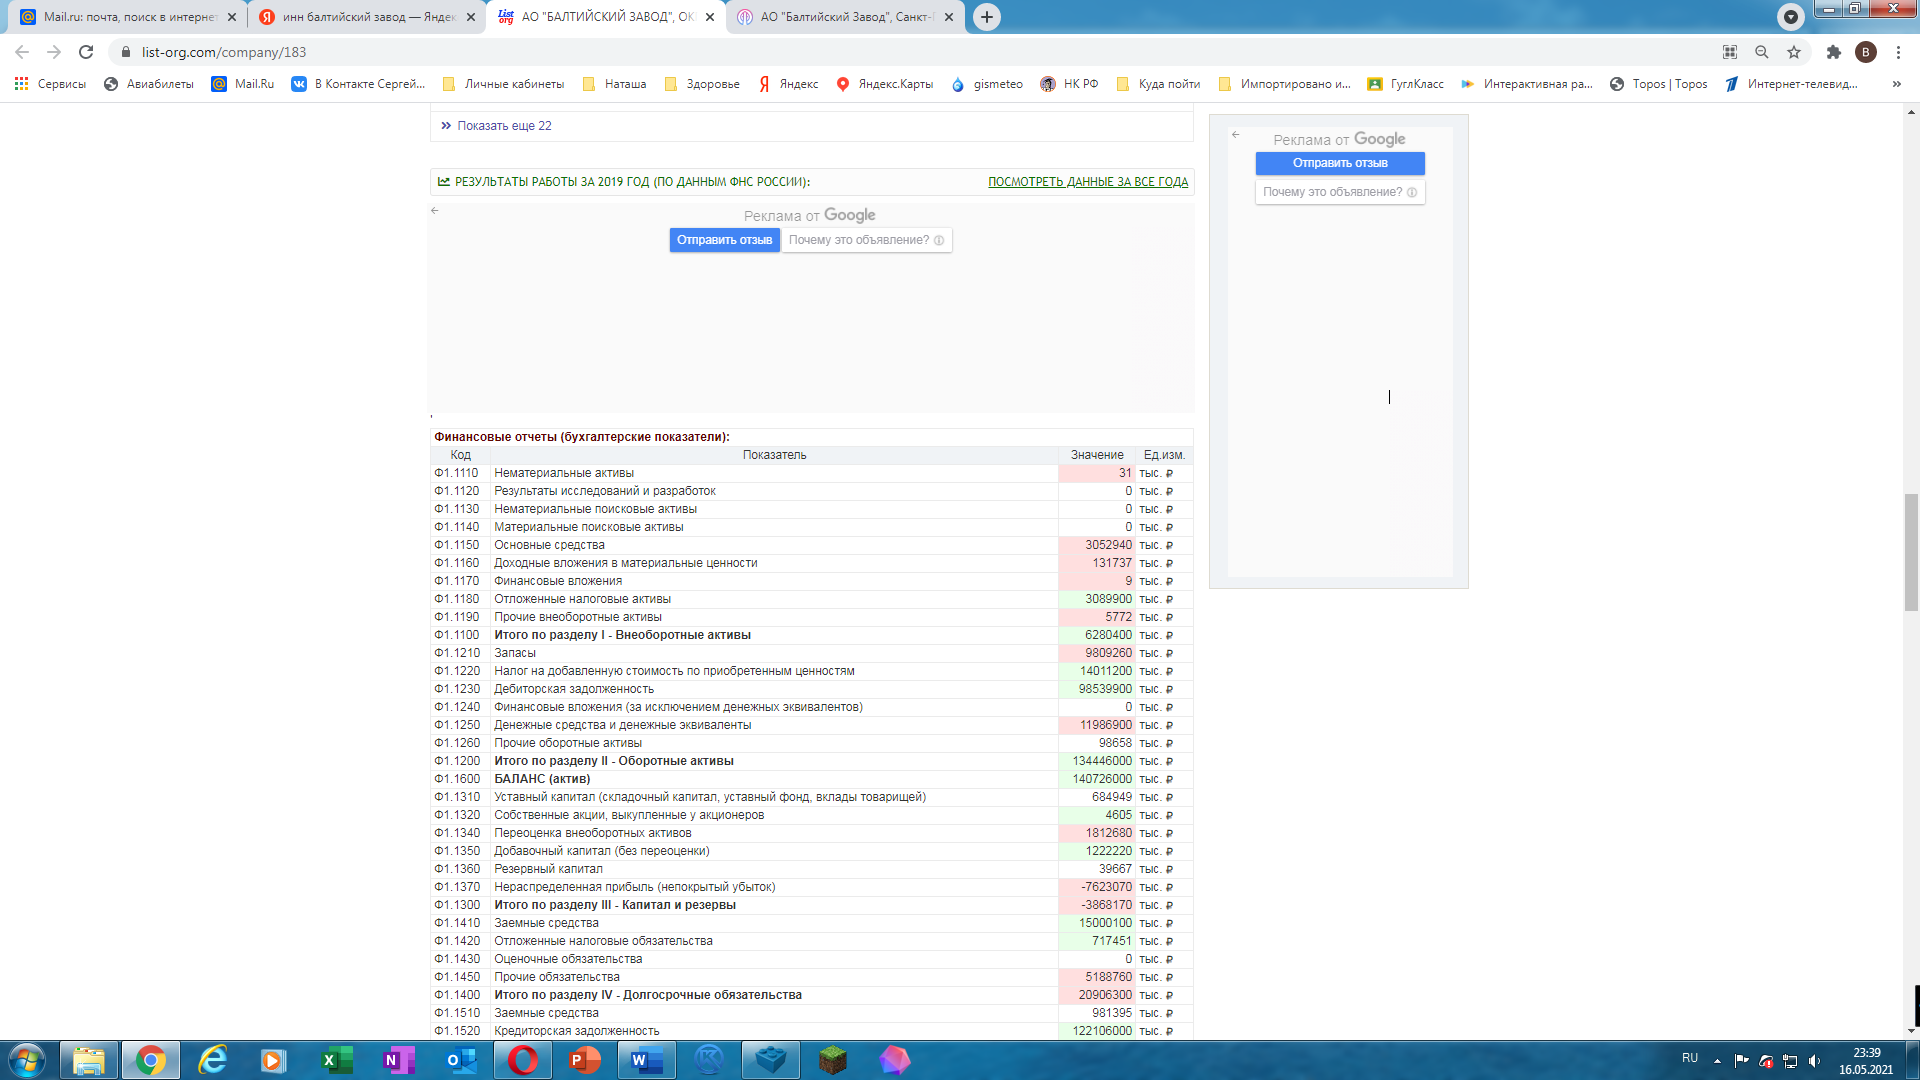 Mail.ru: почта, поиск в интернет
инн балтийский завод — Яндек
List org АО "БАЛТИЙСКИЙ ЗАВОД", ОК
АО "Балтийский Завод", Санкт-
list-org.com/company/183
В
Сервисы Авиабилеты Mail.Ru В Контакте Сергей... Личные кабинеты Наташа Здоровье Яндекс Яндекс.Карты gismeteo НК РФ Куда пойти Импортировано и... ГуглКласс Интерактивная ра... Topos | Topos Интернет-телевид... »
Показать еще 22
РЕЗУЛЬТАТЫ РАБОТЫ ЗА 2019 ГОД (ПО ДАННЫМ ФНС РОССИИ): ПОСМОТРЕТЬ ДАННЫЕ ЗА ВСЕ ГОДА
Реклама от Google
Отправить отзыв Почему это объявление?
Реклама от Google
Отправить отзыв
Почему это объявление?
Финансовые отчеты (бухгалтерские показатели):
Код Показатель Значение Ед.изм.
Ф1.1110 Нематериальные активы 31 тыс. ₽
Ф1.1120 Результаты исследований и разработок 0 тыс. ₽
Ф1.1130 Нематериальные поисковые активы 0 тыс. ₽
Ф1.1140 Материальные поисковые активы 0 тыс. ₽
Ф1.1150 Основные средства 3052940 тыс. ₽
Ф1.1160 Доходные вложения в материальные ценности 131737 тыс. ₽
Ф1.1170 Финансовые вложения 9 тыс. ₽
Ф1.1180 Отложенные налоговые активы 3089900 тыс. ₽
Ф1.1190 Прочие внеоборотные активы 5772 тыс. ₽
Ф1.1100 Итого по разделу I - Внеоборотные активы 6280400 тыс. ₽
Ф1.1210 Запасы 9809260 тыс. ₽
Ф1.1220 Налог на добавленную стоимость по приобретенным ценностям 14011200 тыс. ₽
Ф1.1230 Дебиторская задолженность 98539900 тыс. ₽
Ф1.1240 Финансовые вложения (за исключением денежных эквивалентов) 0 тыс. ₽
Ф1.1250 Денежные средства и денежные эквиваленты 11986900 тыс. ₽
Ф1.1260 Прочие оборотные активы 98658 тыс. ₽
Ф1.1200 Итого по разделу II - Оборотные активы 134446000 тыс. ₽
Ф1.1600 БАЛАНС (актив) 140726000 тыс. ₽
Ф1.1310 Уставный капитал (складочный капитал, уставный фонд, вклады товарищей) 684949 тыс. ₽
Ф1.1320 Собственные акции, выкупленные у акционеров 4605 тыс. ₽
Ф1.1340 Переоценка внеоборотных активов 1812680 тыс. ₽
Ф1.1350 Добавочный капитал (без переоценки) 1222220 тыс. ₽
Ф1.1360 Резервный капитал 39667 тыс. ₽
Ф1.1370 Нераспределенная прибыль (непокрытый убыток) -7623070 тыс. ₽
Ф1.1300 Итого по разделу III - Капитал и резервы -3868170 тыс. ₽
Ф1.1410 Заемные средства 15000100 тыс. ₽
Ф1.1420 Отложенные налоговые обязательства 717451 тыс. ₽
Ф1.1430 Оценочные обязательства 0 тыс. ₽
Ф1.1450 Прочие обязательства 5188760 тыс. ₽
Ф1.1400 Итого по разделу IV - Долгосрочные обязательства 20906300 тыс. ₽
Ф1.1510 Заемные средства 981395 тыс. ₽
Ф1.1520 Кредиторская задолженность 122106000 тыс. ₽
RU
23:39
16.05.2021